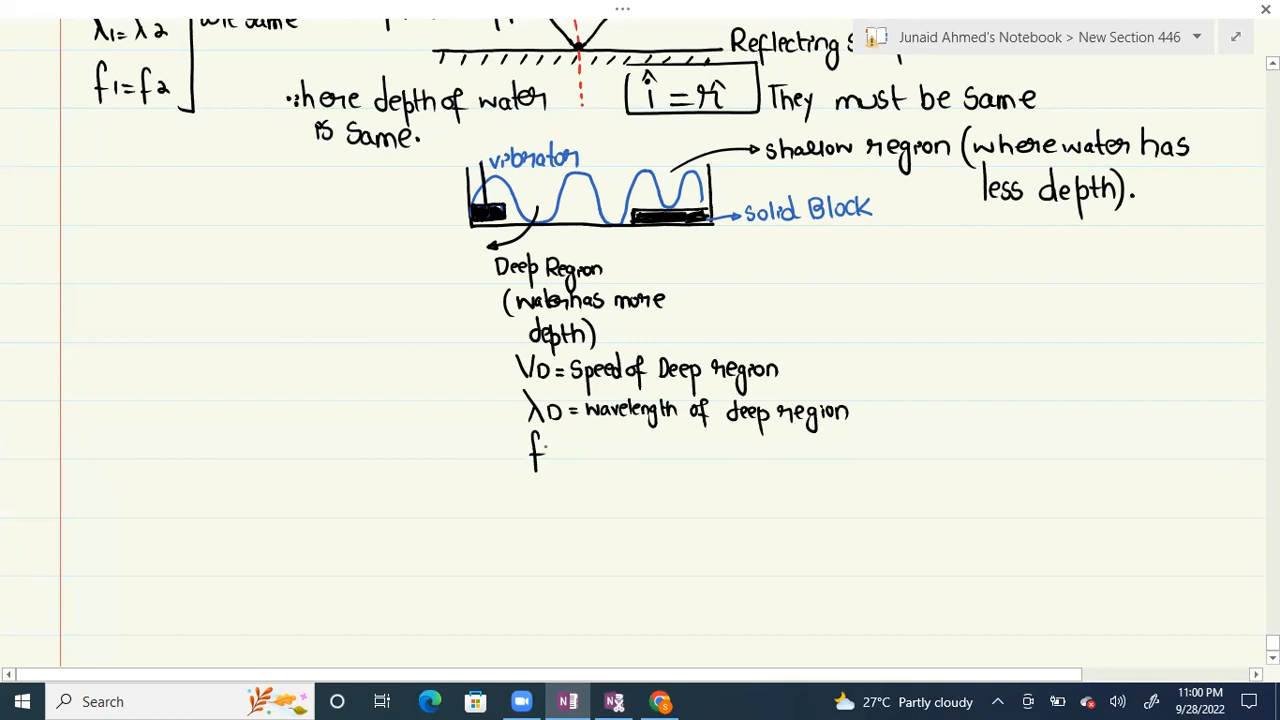 Junaid Ahmed's Notebook > New Section 446
λ1 = λ2
f1 = f2
same
Reflecting
∴ here depth of water
is same.
î = r̂ They must be same
vibrator
shallow region (where water has
less depth).
solid Block
Deep Region
(water has more
depth)
VD = Speed of Deep region
λD = wavelength of deep region
f
Search
27°C Partly cloudy
11:00 PM
9/28/2022